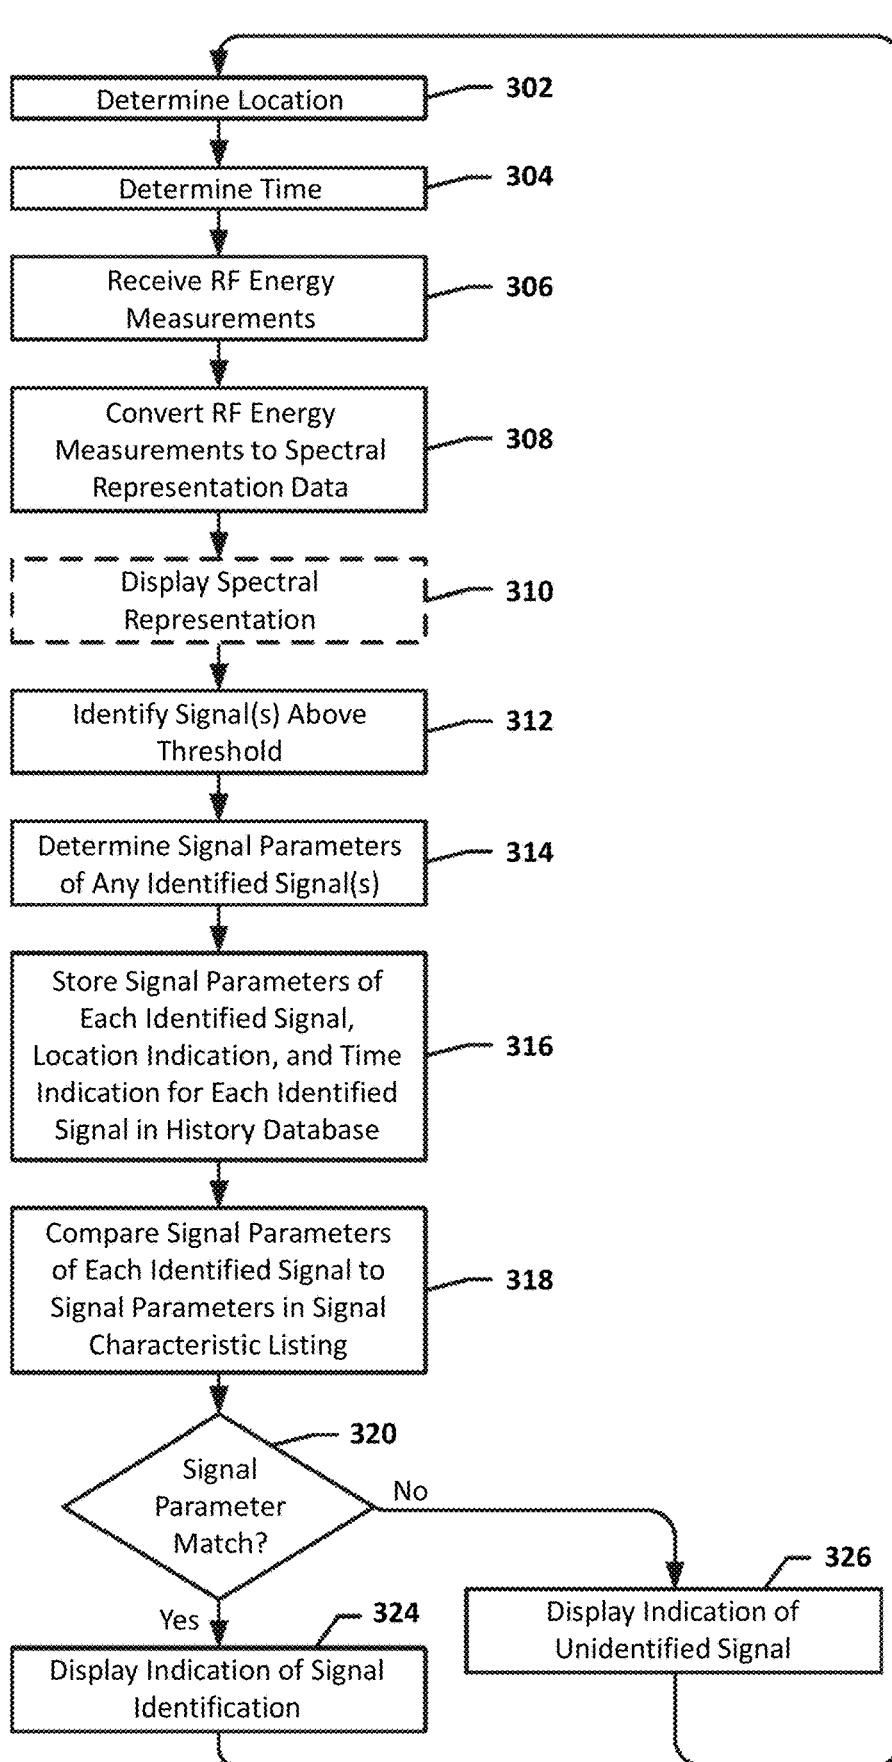 Determine Location
302
Determine Time
304
Receive RF Energy
Measurements
306
Convert RF Energy
Measurements to Spectral
Representation Data
308
Display Spectral
Representation
310
Identify Signal(s) Above
Threshold
312
Determine Signal Parameters
of Any Identified Signal(s)
314
Store Signal Parameters of
Each Identified Signal,
Location Indication, and Time
Indication for Each Identified
Signal in History Database
316
Compare Signal Parameters
of Each Identified Signal to
Signal Parameters in Signal
Characteristic Listing
318
320
Signal
Parameter
Match?
No
Yes
324
Display Indication of Signal
Identification
326
Display Indication of
Unidentified Signal